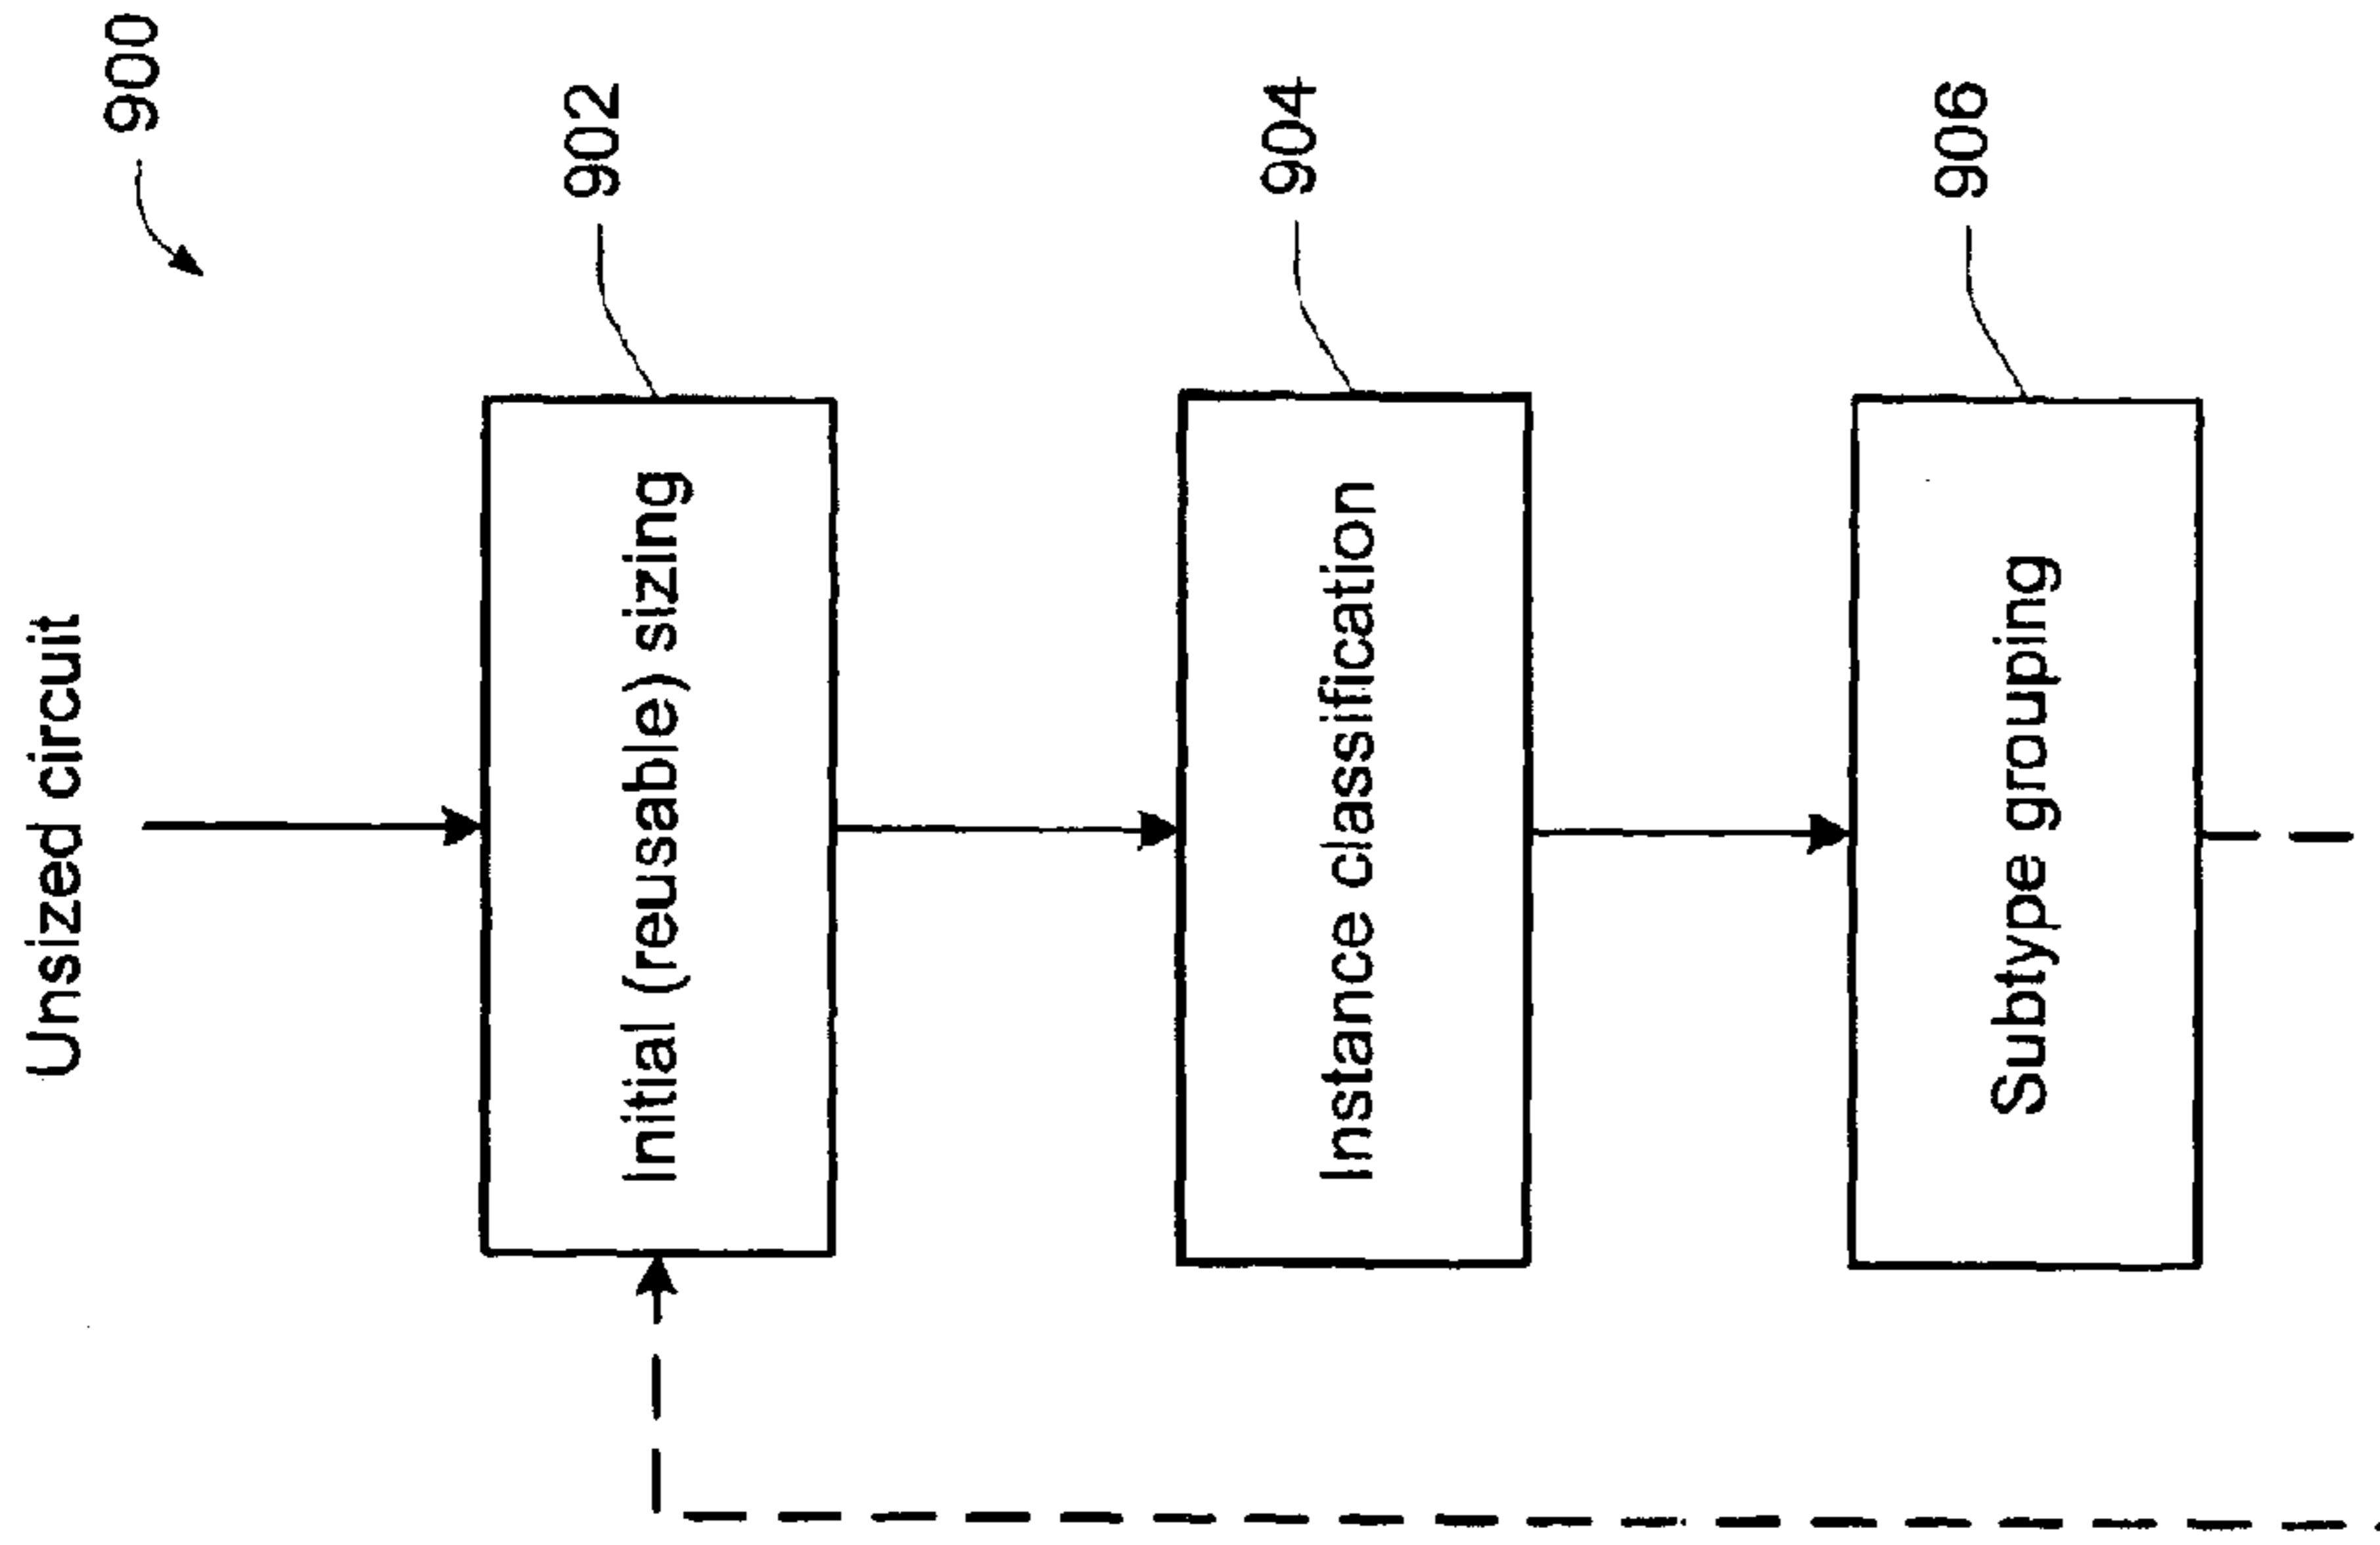 Unsized circuit
900
Initial (reusable) sizing
902
Instance classification
904
Subtype grouping
906